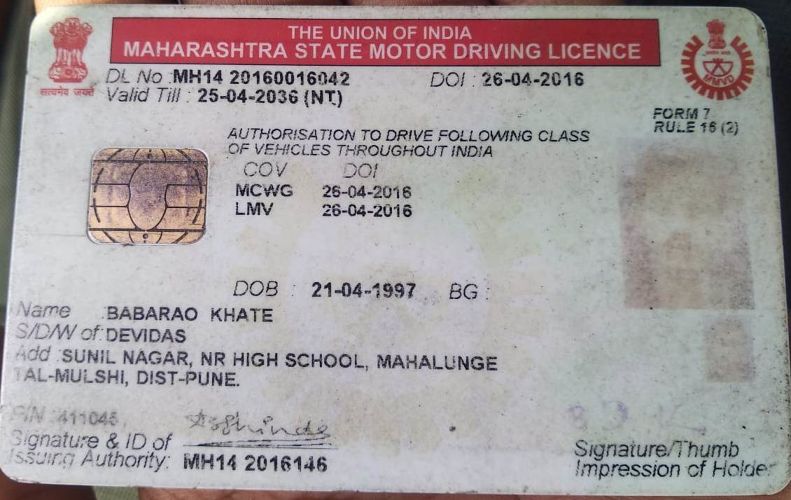 THE UNION OF INDIA
MAHARASHTRA STATE MOTOR DRIVING LICENCE
सत्यमेव जयते
MMVD
DL No : MH14 20160016042 DOI : 26-04-2016
Valid Till : 25-04-2036 (NT)
FORM 7
RULE 16 (2)
AUTHORISATION TO DRIVE FOLLOWING CLASS
OF VEHICLES THROUGHOUT INDIA
COV DOI
MCWG 26-04-2016
LMV 26-04-2016
DOB : 21-04-1997 BG :
Name : BABARAO KHATE
S/D/W of : DEVIDAS
Add : SUNIL NAGAR, NR HIGH SCHOOL, MAHALUNGE
TAL-MULSHI, DIST-PUNE.
PIN : 411045
Signature & ID of
Issuing Authority: MH14 2016146
Signature/Thumb
Impression of Holder